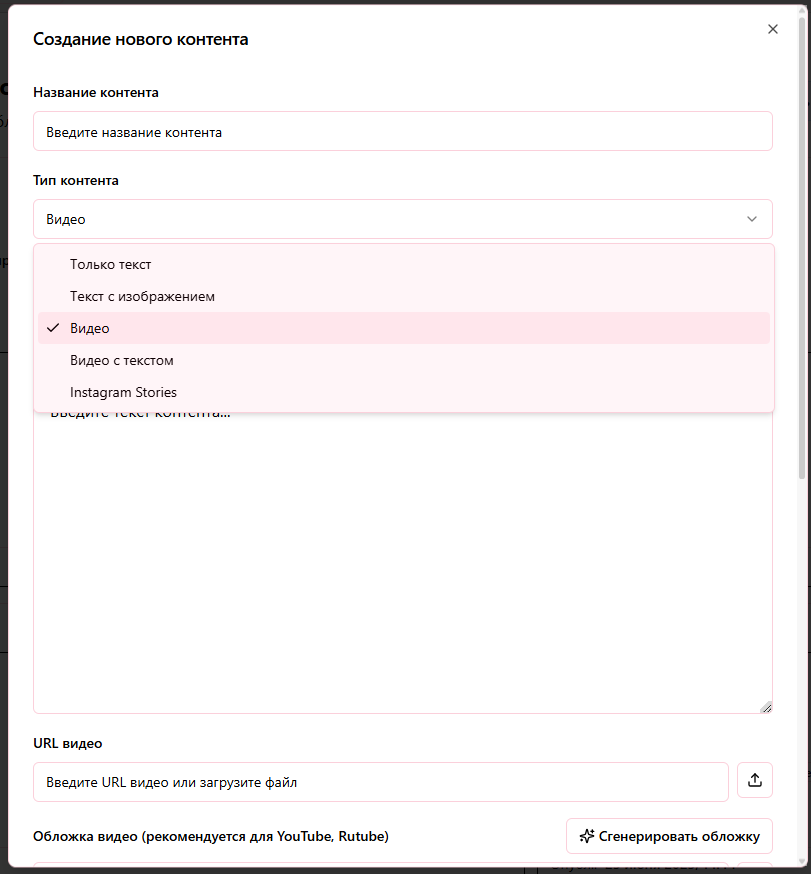 Создание нового контента
Название контента
Введите название контента
Тип контента
Видео
Только текст
Текст с изображением
Видео
Видео с текстом
Instagram Stories
Введите текст контента...
URL видео
Введите URL видео или загрузите файл
Обложка видео (рекомендуется для YouTube, Rutube)
Сгенерировать обложку